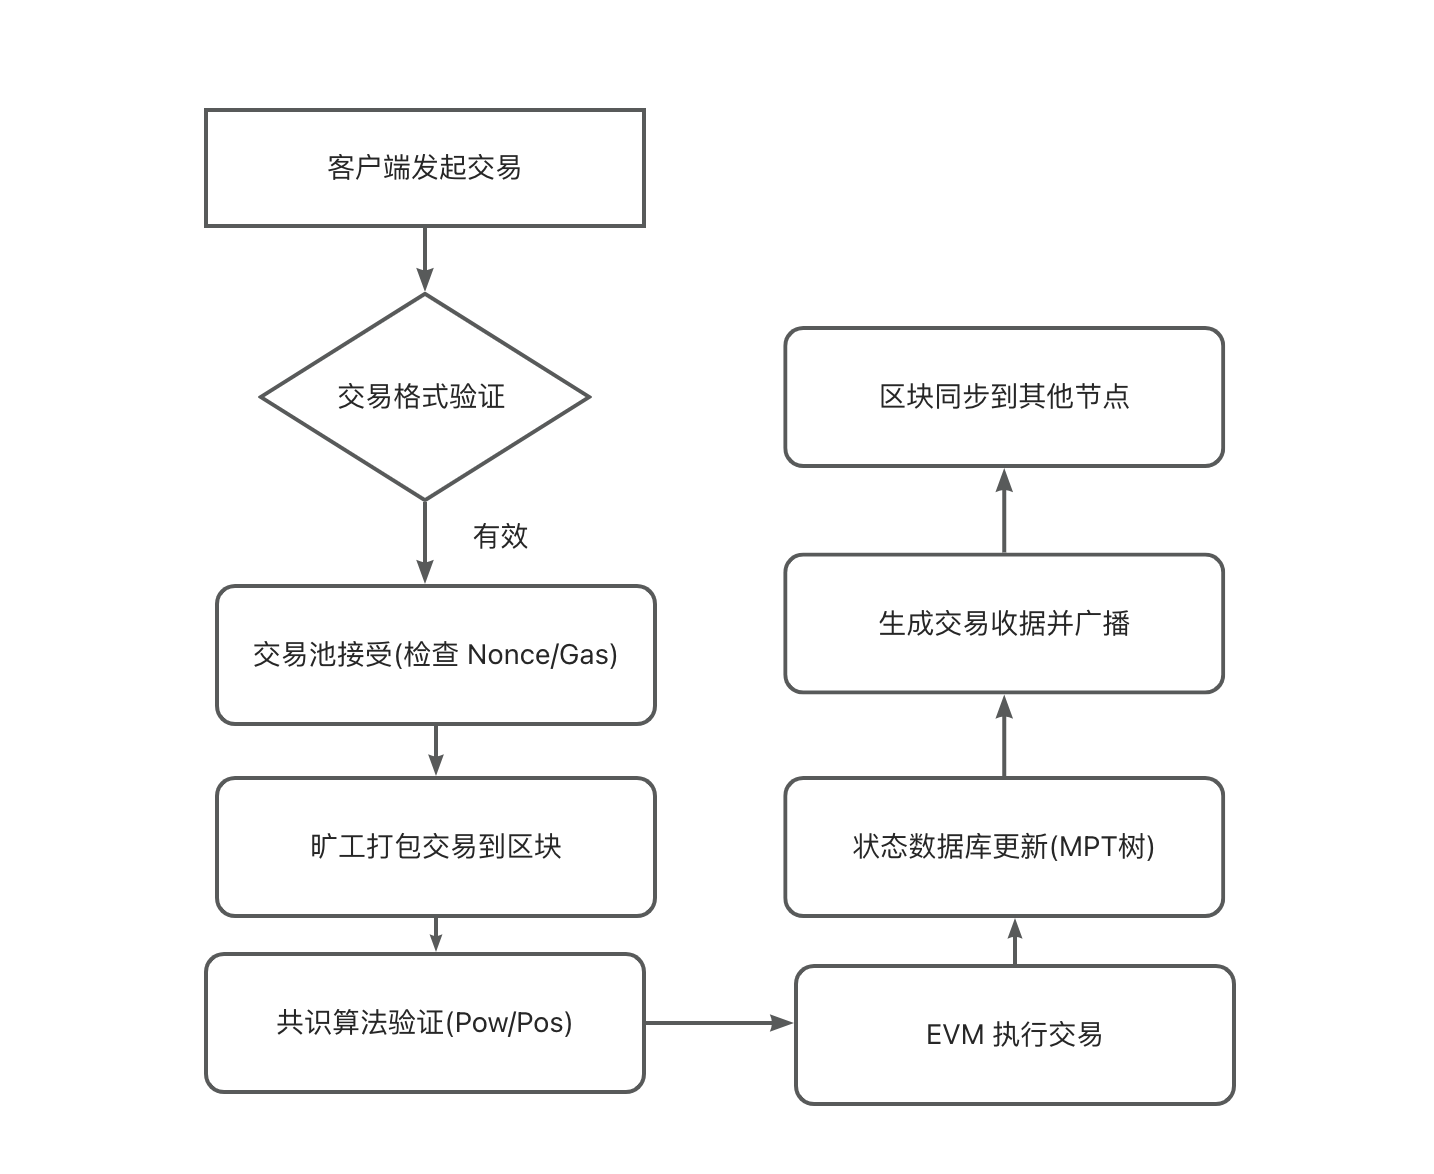 客户端发起交易
交易格式验证
有效
交易池接受(检查 Nonce/Gas)
旷工打包交易到区块
共识算法验证(Pow/Pos)
EVM 执行交易
状态数据库更新(MPT树)
生成交易收据并广播
区块同步到其他节点